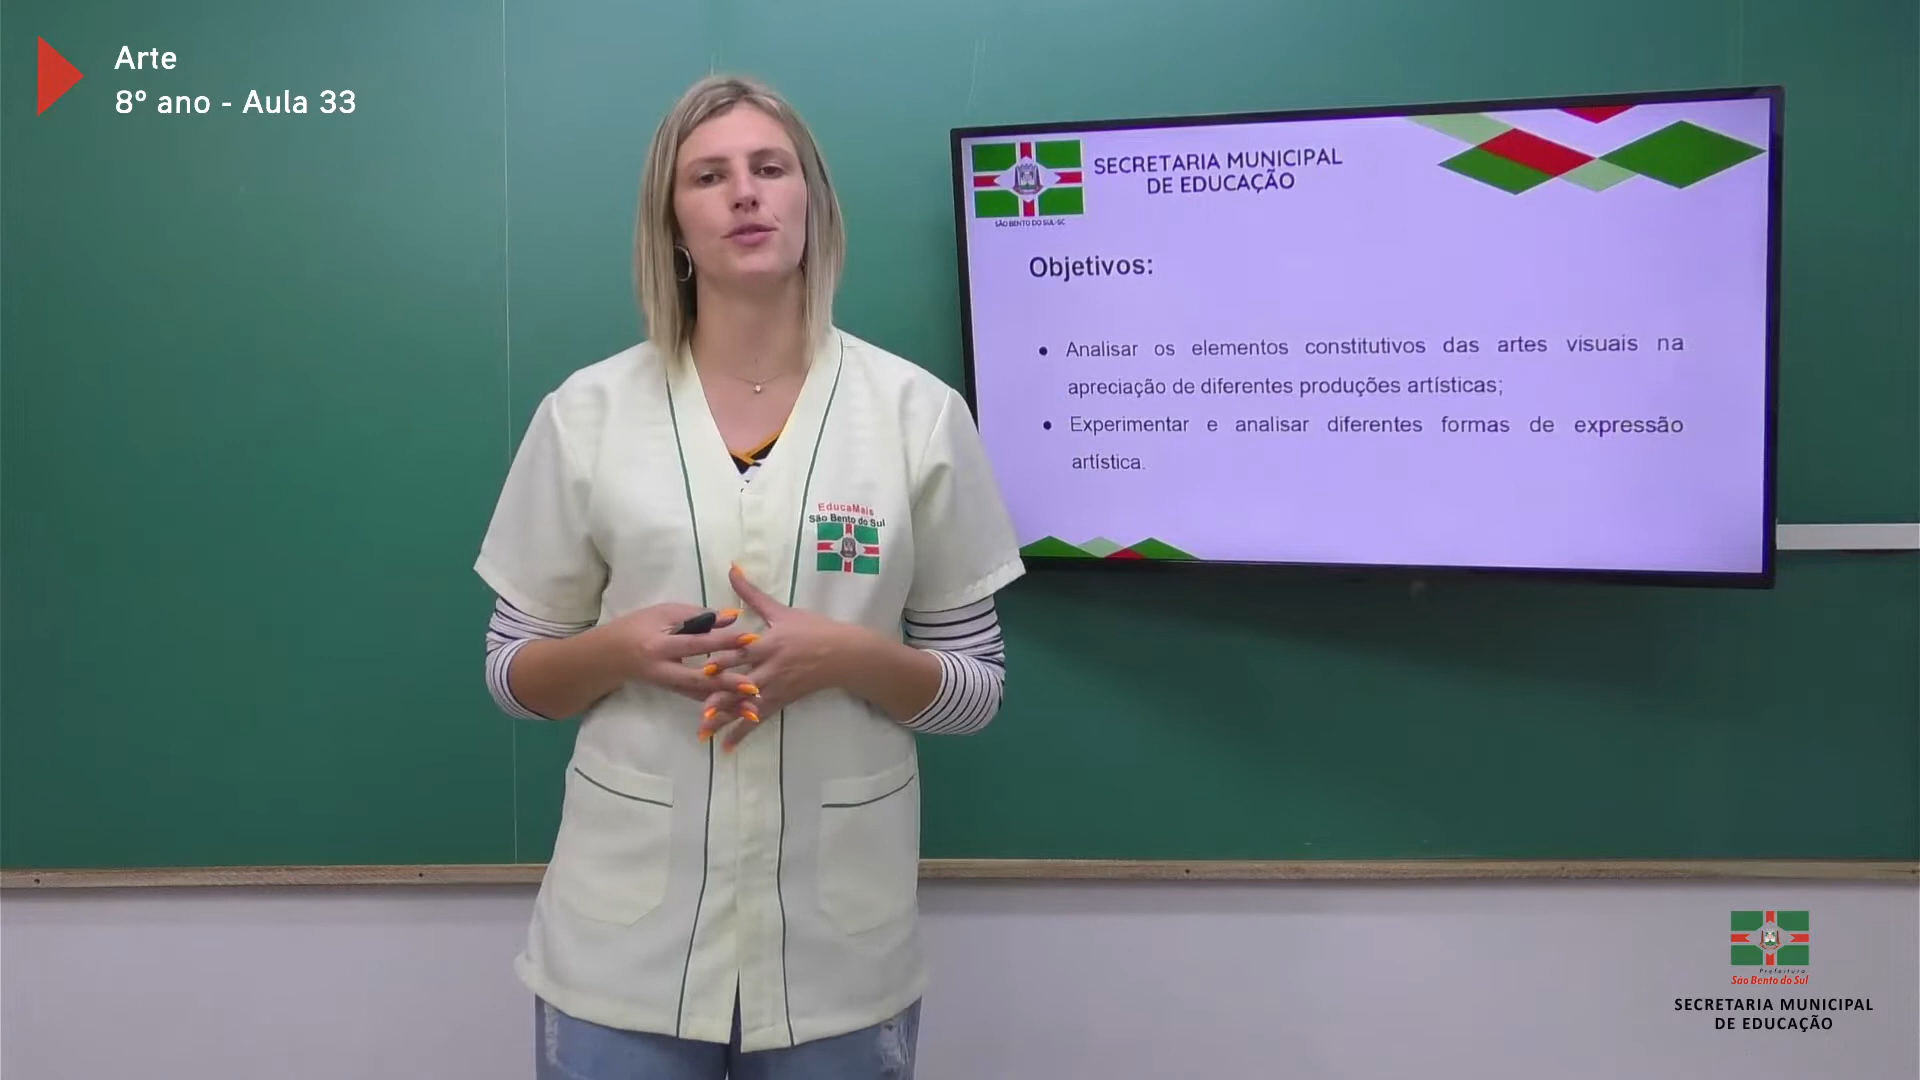 Arte
8º ano - Aula 33
SECRETARIA MUNICIPAL
DE EDUCAÇÃO
SÃO BENTO DO SUL-SC
Objetivos:
● Analisar os elementos constitutivos das artes visuais na
apreciação de diferentes produções artísticas;
● Experimentar e analisar diferentes formas de expressão
artística.
EducaMais
São Bento do Sul
Prefeitura
São Bento do Sul
SECRETARIA MUNICIPAL
DE EDUCAÇÃO